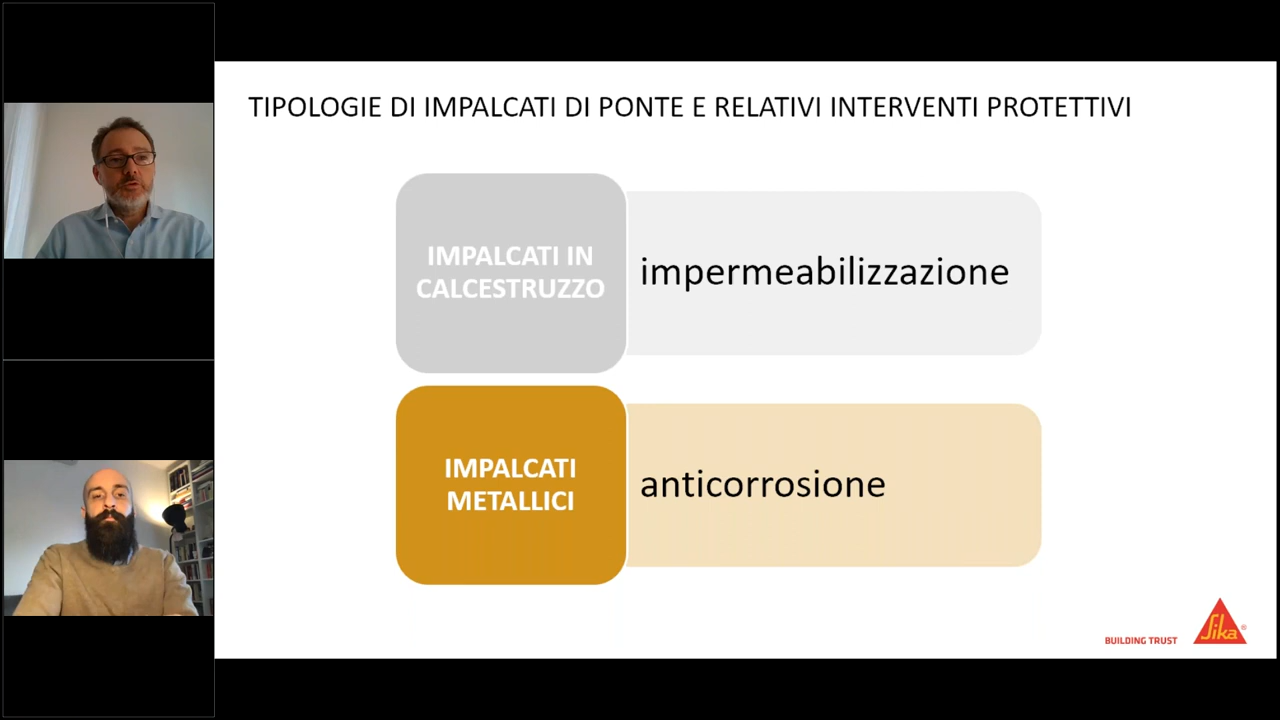 TIPOLOGIE DI IMPALCATI DI PONTE E RELATIVI INTERVENTI PROTETTIVI
IMPALCATI IN
CALCESTRUZZO
impermeabilizzazione
IMPALCATI
METALLICI
anticorrosione
BUILDING TRUST
Sika®